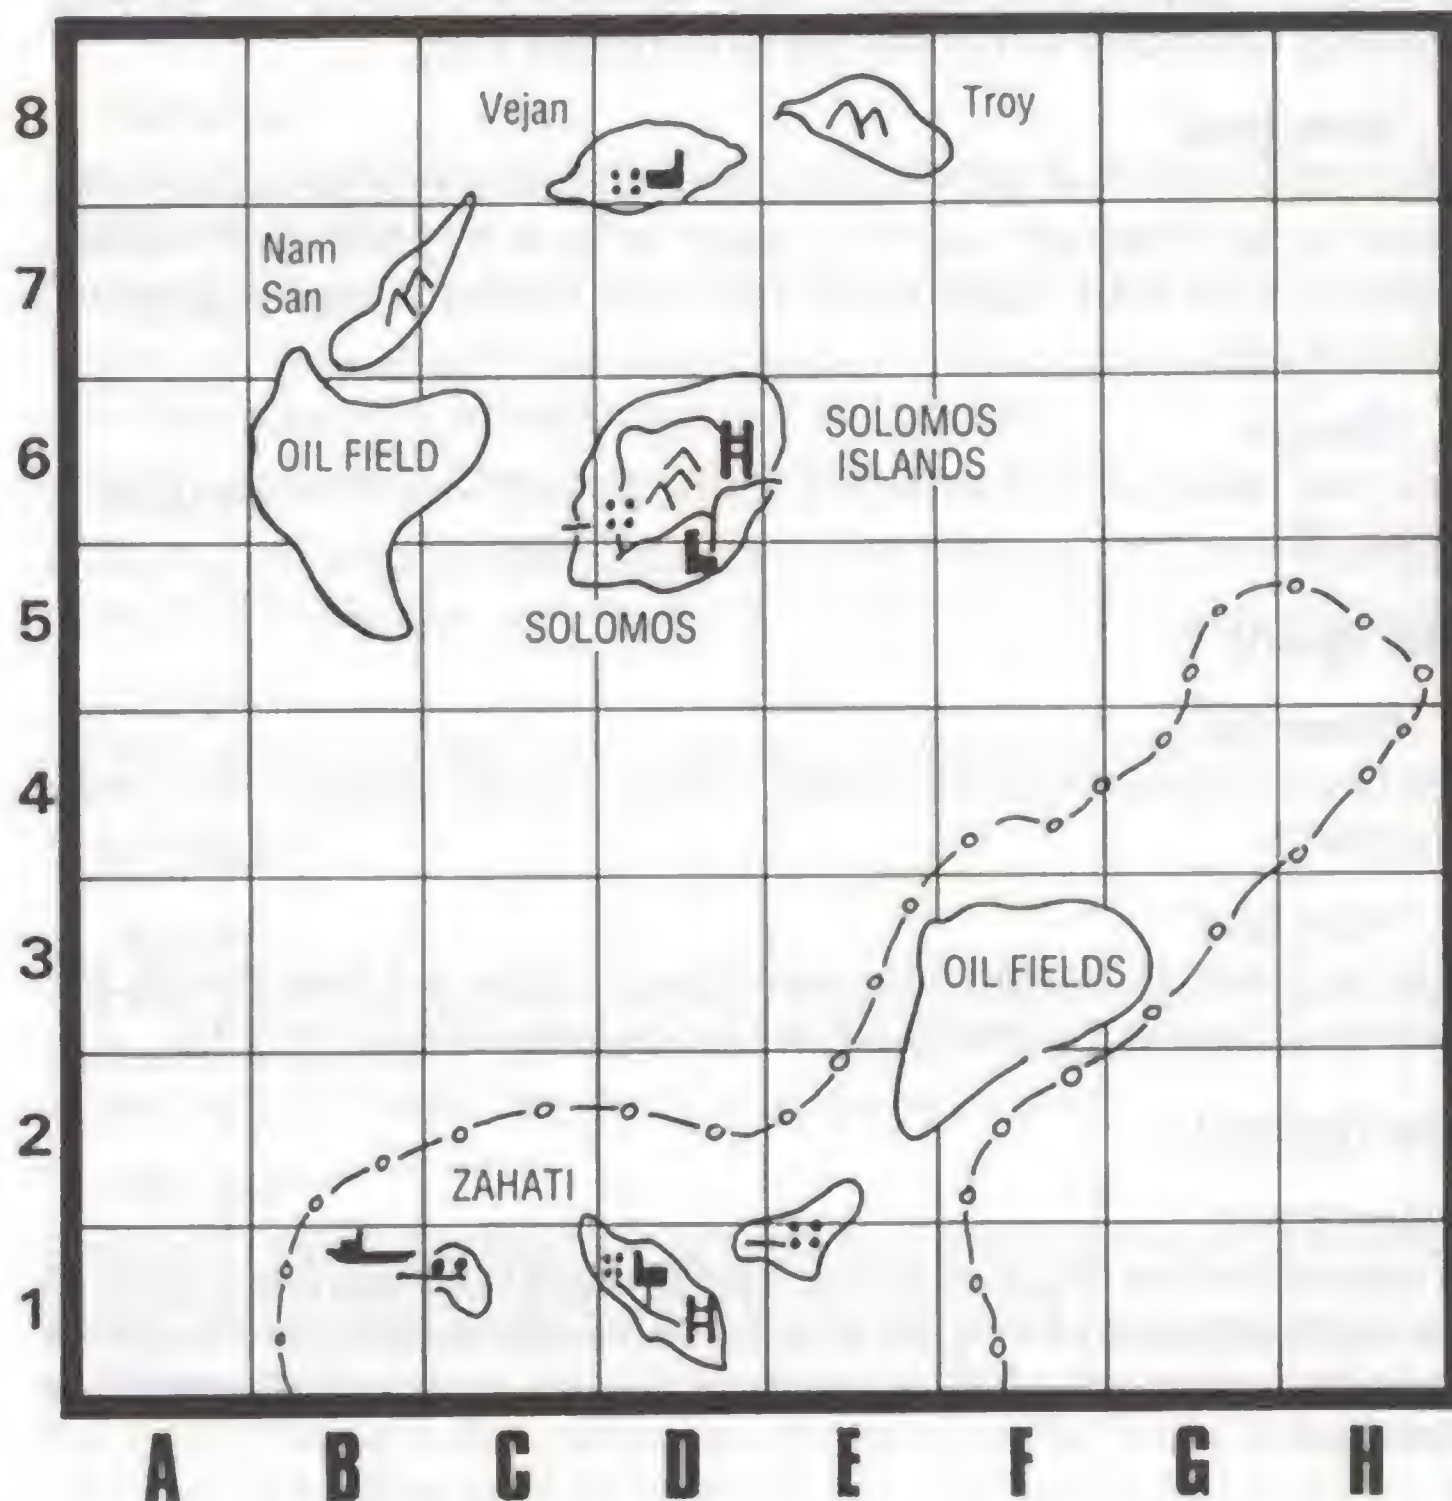 8
Vejan
Troy
7
Nam
San
6
OIL FIELD
H
SOLOMOS
ISLANDS
5
SOLOMOS
4
3
OIL FIELDS
2
ZAHATI
1
H
A B C D E F G H